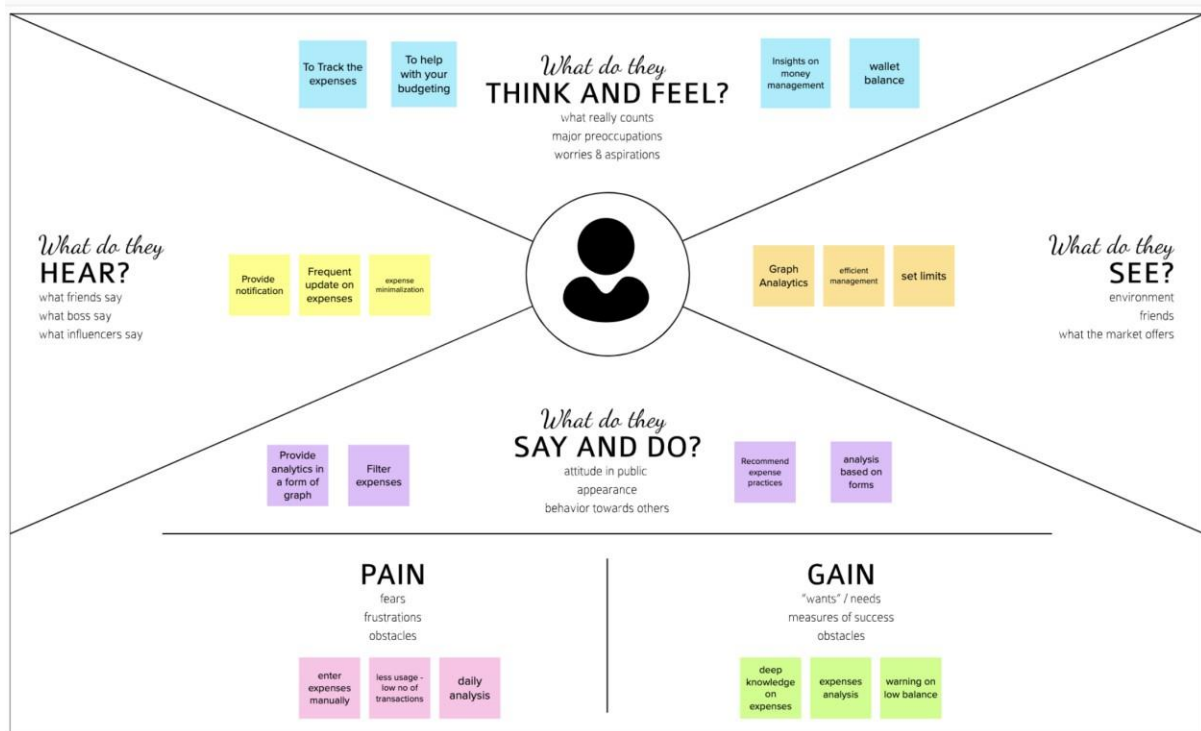 To Track the
expenses
To help
with your
budgeting
What do they
THINK AND FEEL?
what really counts
major preoccupations
worries & aspirations
Insights on
money
management
wallet
balance
What do they
HEAR?
what friends say
what boss say
what influencers say
Provide
notification
Frequent
update on
expenses
expense
minimalization
Graph
Analaytics
efficient
management
set limits
What do they
SEE?
environment
friends
what the market offers
Provide
analytics in
a form of
graph
Filter
expenses
What do they
SAY AND DO?
attitude in public
appearance
behavior towards others
Recommend
expense
practices
analysis
based on
forms
PAIN
fears
frustrations
obstacles
enter
expenses
manually
less usage -
low no of
transactions
daily
analysis
GAIN
"wants" / needs
measures of success
obstacles
deep
knowledge
on
expenses
expenses
analysis
warning on
low balance